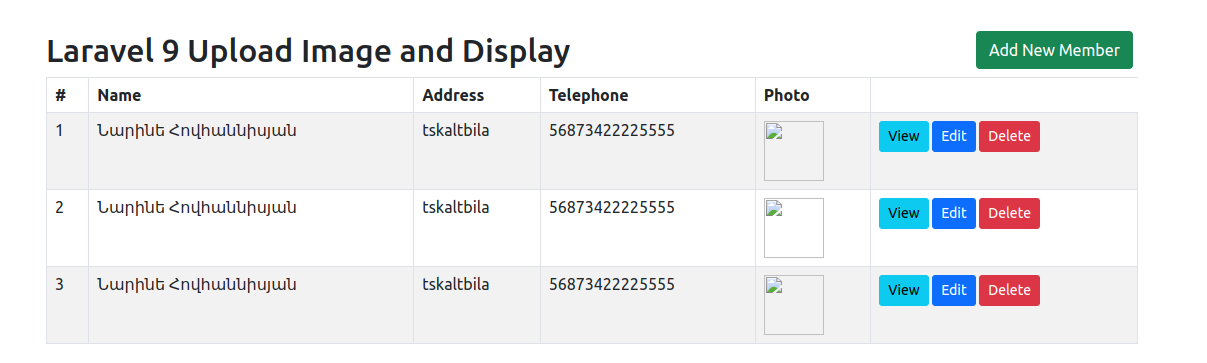 Laravel 9 Upload Image and Display
Add New Member
# Name Address Telephone Photo
1 Նարինե Հովհաննիսյան tskaltbila 56873422225555 View Edit Delete
2 Նարինե Հովհաննիսյան tskaltbila 56873422225555 View Edit Delete
3 Նարինե Հովհաննիսյան tskaltbila 56873422225555 View Edit Delete